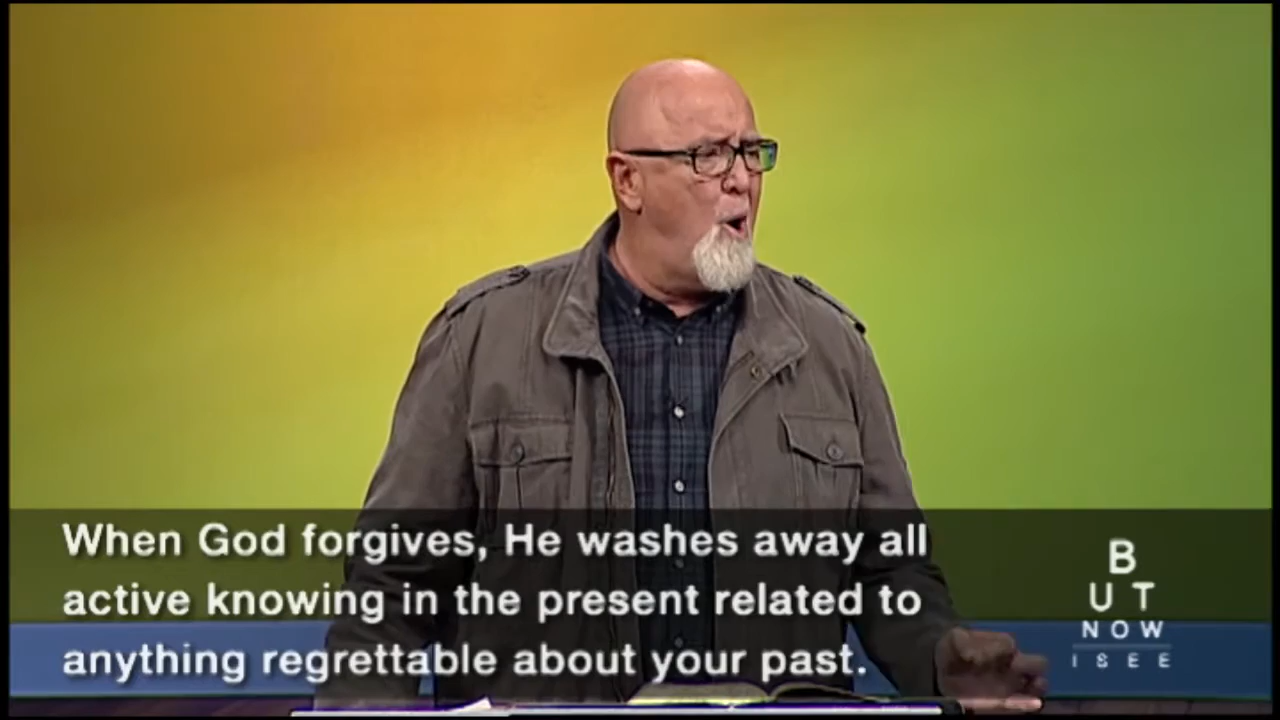 When God forgives, He washes away all
active knowing in the present related to
anything regrettable about your past.
B
UT
NOW
I SEE